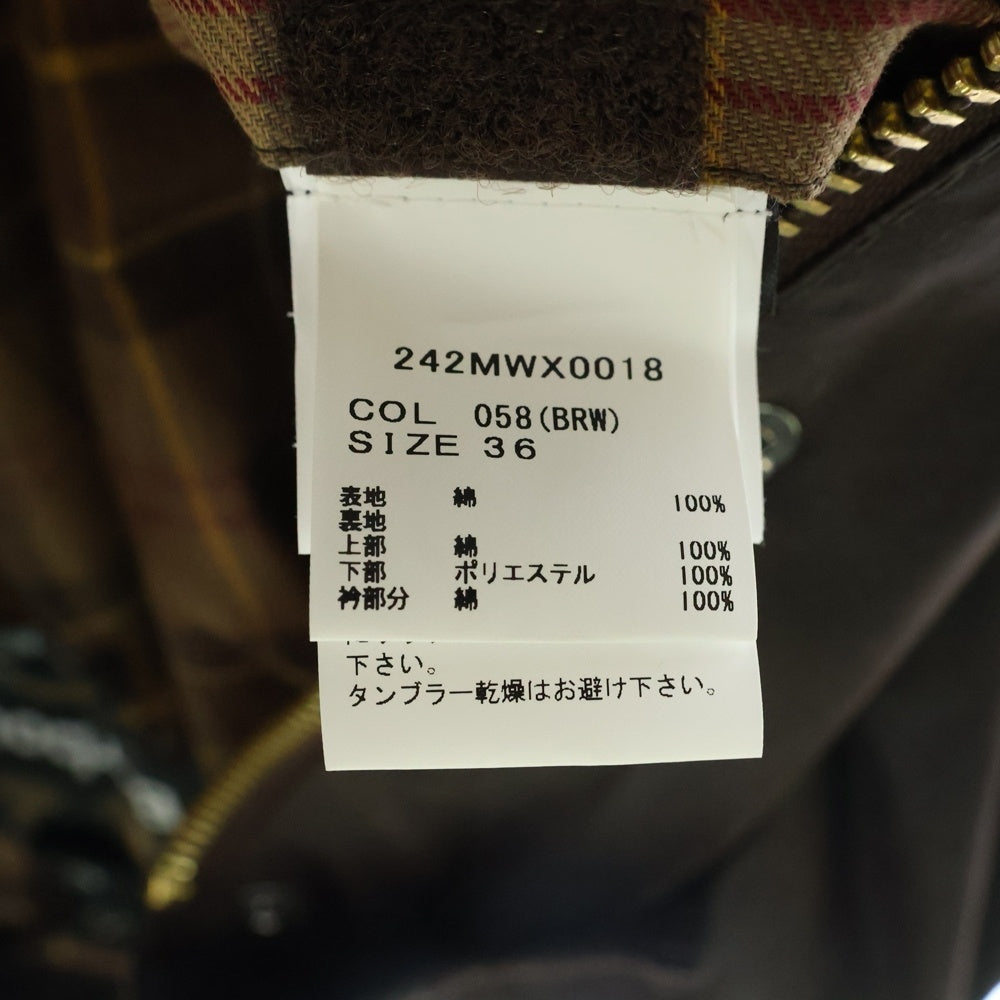 242MWX0018
COL 058(BRW)
SIZE 36
表地 綿 100%
裏地
上部 綿 100%
下部 ポリエステル 100%
衿部分 綿 100%
下さい。
タンブラー乾燥はお避け下さい。